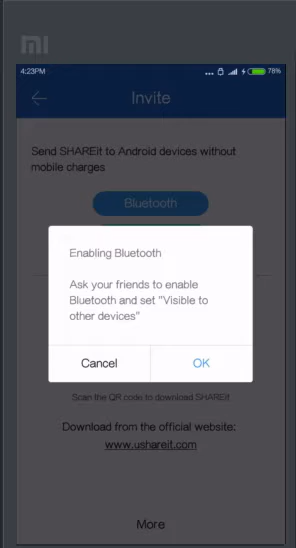 mi
4:23PM
78%
Invite
Send SHAREit to Android devices without
mobile charges
Bluetooth
Enabling Bluetooth
Ask your friends to enable
Bluetooth and set "Visible to
other devices"
Cancel
OK
Scan the QR code to download SHAREit
Download from the official website:
www.ushareit.com
More